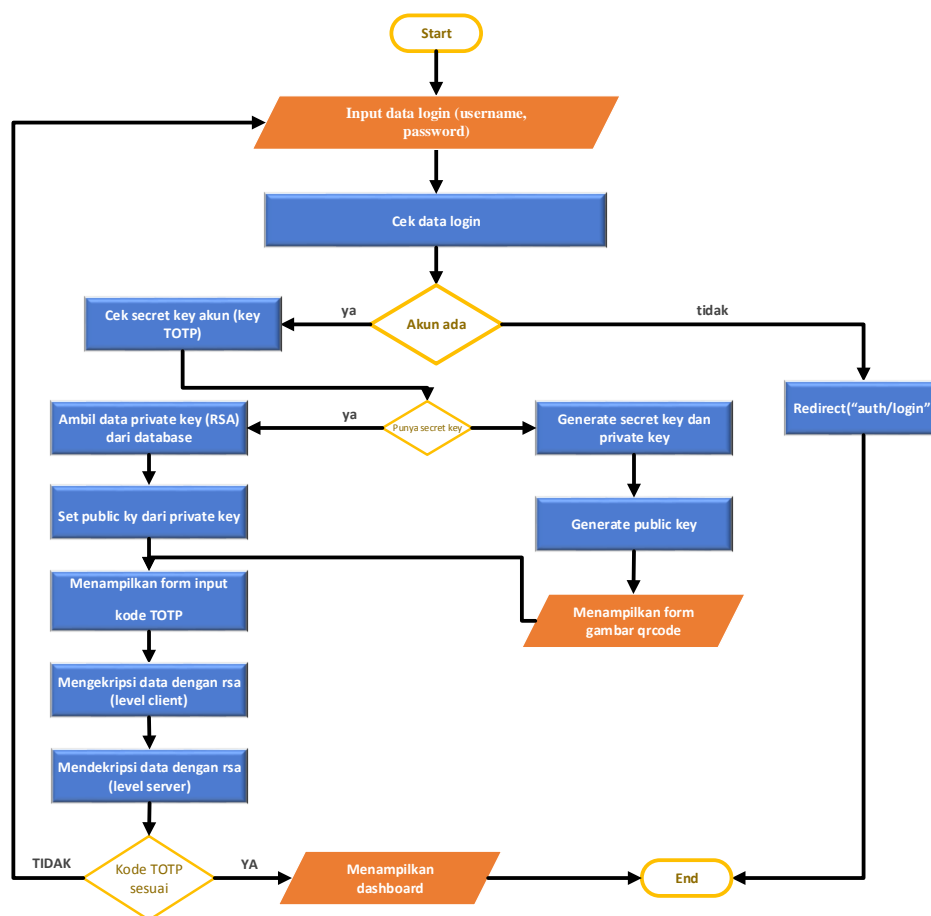 Start
Input data login (username,
password)
Cek data login
Akun ada
ya
tidak
Cek secret key akun (key
TOTP)
Redirect("auth/login"
Punya secret key
ya
Ambil data private key (RSA)
dari database
Generate secret key dan
private key
Set public ky dari private key
Generate public key
Menampilkan form input
kode TOTP
Menampilkan form
gambar qrcode
Mengekripsi data dengan rsa
(level client)
Mendekripsi data dengan rsa
(level server)
TIDAK
Kode TOTP
sesuai
YA
Menampilkan
dashboard
End